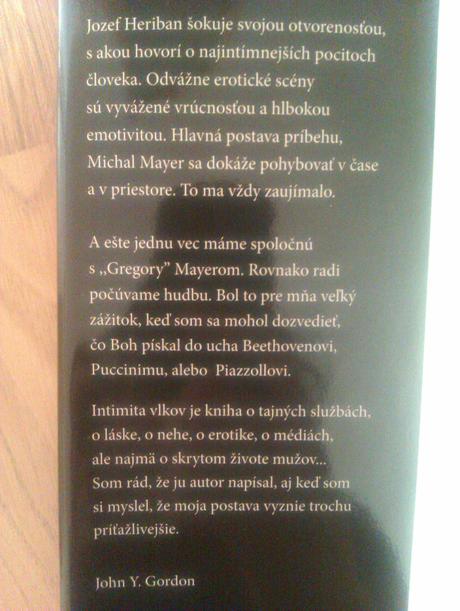 Jozef Heriban šokuje svojou otvorenosťou,
s akou hovorí o najintímnejších pocitoch
človeka. Odvážne erotické scény
sú vyvážené vrúcnosťou a hlbokou
emotivitou. Hlavná postava príbehu,
Michal Mayer sa dokáže pohybovať v čase
a v priestore. To ma vždy zaujímalo.
A ešte jednu vec máme spoločnú
s ,,Gregory” Mayerom. Rovnako radi
počúvame hudbu. Bol to pre mňa veľký
zážitok, keď som sa mohol dozvedieť,
čo Boh pískal do ucha Beethovenovi,
Puccinimu, alebo Piazzollovi.
Intimita vlkov je kniha o tajných službách,
o láske, o nehe, o erotike, o médiách,
ale najmä o skrytom živote mužov...
Som rád, že ju autor napísal, aj keď som
si myslel, že moja postava vyznie trochu
príťažlivejšie.
John Y. Gordon